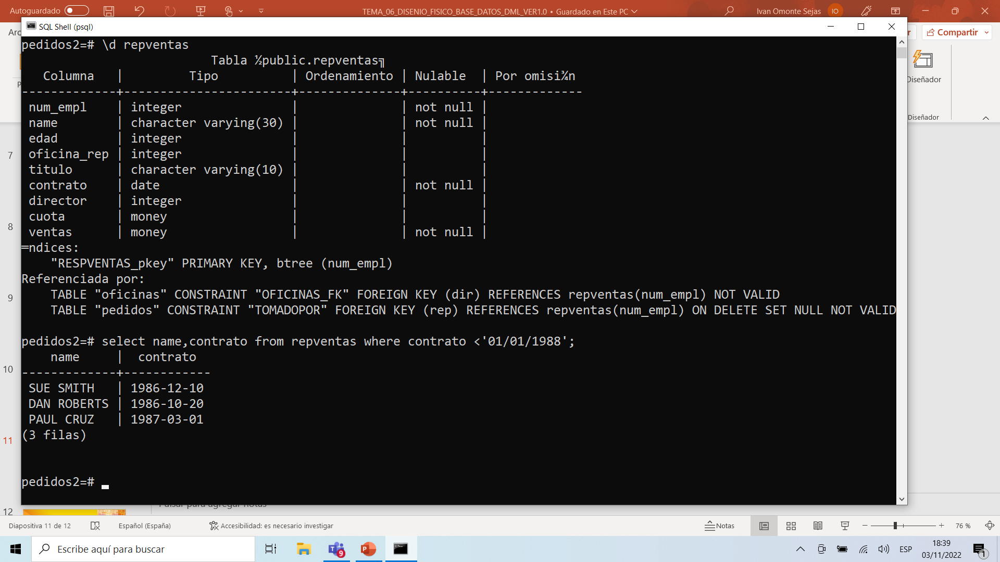 Autoguardado
TEMA_06_DISENIO_FISICO_BASE_DATOS_DML_VER1.0 • Guardado en Este PC
Ivan Omonte Sejas
IO
SQL Shell (psql)
Compartir
Diseñador
Diseñador
pedidos2=# \d repventas
Tabla ½public.repventas╗
Columna | Tipo | Ordenamiento | Nulable | Por omisi¾n
-------------+-----------------------+--------------+----------+-------------
num_empl | integer | | not null |
name | character varying(30) | | not null |
edad | integer | | |
oficina_rep | integer | | |
titulo | character varying(10) | | |
contrato | date | | not null |
director | integer | | |
cuota | money | | |
ventas | money | | not null |
═ndices:
"RESPVENTAS_pkey" PRIMARY KEY, btree (num_empl)
Referenciada por:
TABLE "oficinas" CONSTRAINT "OFICINAS_FK" FOREIGN KEY (dir) REFERENCES repventas(num_empl) NOT VALID
TABLE "pedidos" CONSTRAINT "TOMADOPOR" FOREIGN KEY (rep) REFERENCES repventas(num_empl) ON DELETE SET NULL NOT VALID
pedidos2=# select name,contrato from repventas where contrato <'01/01/1988';
name | contrato
-------------+------------
SUE SMITH | 1986-12-10
DAN ROBERTS | 1986-10-20
PAUL CRUZ | 1987-03-01
(3 filas)
pedidos2=#
7
8
9
10
11
12
Diapositiva 11 de 12
Español (España)
Accesibilidad: es necesario investigar
Notas
76 %
Escribe aquí para buscar
9
ESP
18:39
03/11/2022
1